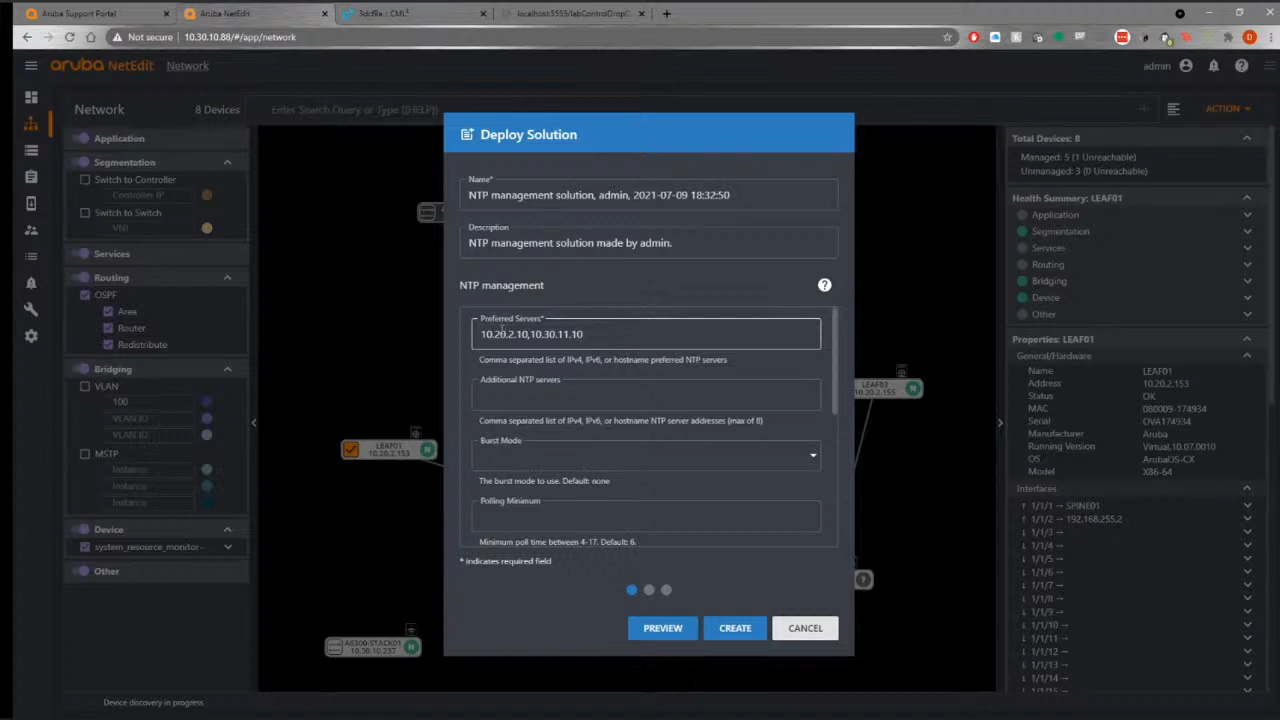 Aruba Support Portal
Aruba NetEdit
3dcf9a :: CML²
localhost:3555/labControlDropC
Not secure
10.30.10.88/#/app/network
aruba NetEdit
Network
admin
Network
8 Devices
Enter Search Query or Type {{HELP}}
ACTION
Application
Segmentation
Switch to Controller
Controller IP
Switch to Switch
VNI
Services
Routing
OSPF
Area
Router
Redistribute
Bridging
VLAN
100
VLAN ID
VLAN ID
MSTP
Instance
Instance
Instance
Device
system_resource_monitor
Other
LEAF01
10.20.2.153
N
A6300-STACK01
10.30.10.237
N
Device discovery in progress
Deploy Solution
Name*
NTP management solution, admin, 2021-07-09 18:32:50
Description
NTP management solution made by admin.
NTP management
?
Preferred Servers*
10.20.2.10,10.30.11.10
Comma separated list of IPv4, IPv6, or hostname preferred NTP servers
Additional NTP servers
Comma separated list of IPv4, IPv6, or hostname NTP server addresses (max of 8)
Burst Mode
The burst mode to use. Default: none
Polling Minimum
Minimum poll time between 4-17. Default: 6.
* indicates required field
PREVIEW
CREATE
CANCEL
LEAF03
10.20.2.155
N
?
Total Devices: 8
Managed: 5 (1 Unreachable)
Unmanaged: 3 (0 Unreachable)
Health Summary: LEAF01
Application
Segmentation
Services
Routing
Bridging
Device
Other
Properties: LEAF01
General/Hardware
Name LEAF01
Address 10.20.2.153
Status OK
MAC 080009-174934
Serial OVA174934
Manufacturer Aruba
Running Version Virtual.10.07.0010
OS ArubaOS-CX
Model X86-64
Interfaces
↑ 1/1/1 → SPINE01
↑ 1/1/2 → 192.168.255.2
↓ 1/1/3 →
↓ 1/1/4 →
↓ 1/1/5 →
↓ 1/1/6 →
↓ 1/1/7 →
↓ 1/1/8 →
↓ 1/1/9 →
↓ 1/1/10 →
↓ 1/1/11 →
↓ 1/1/12 →
↓ 1/1/13 →
↓ 1/1/14 →